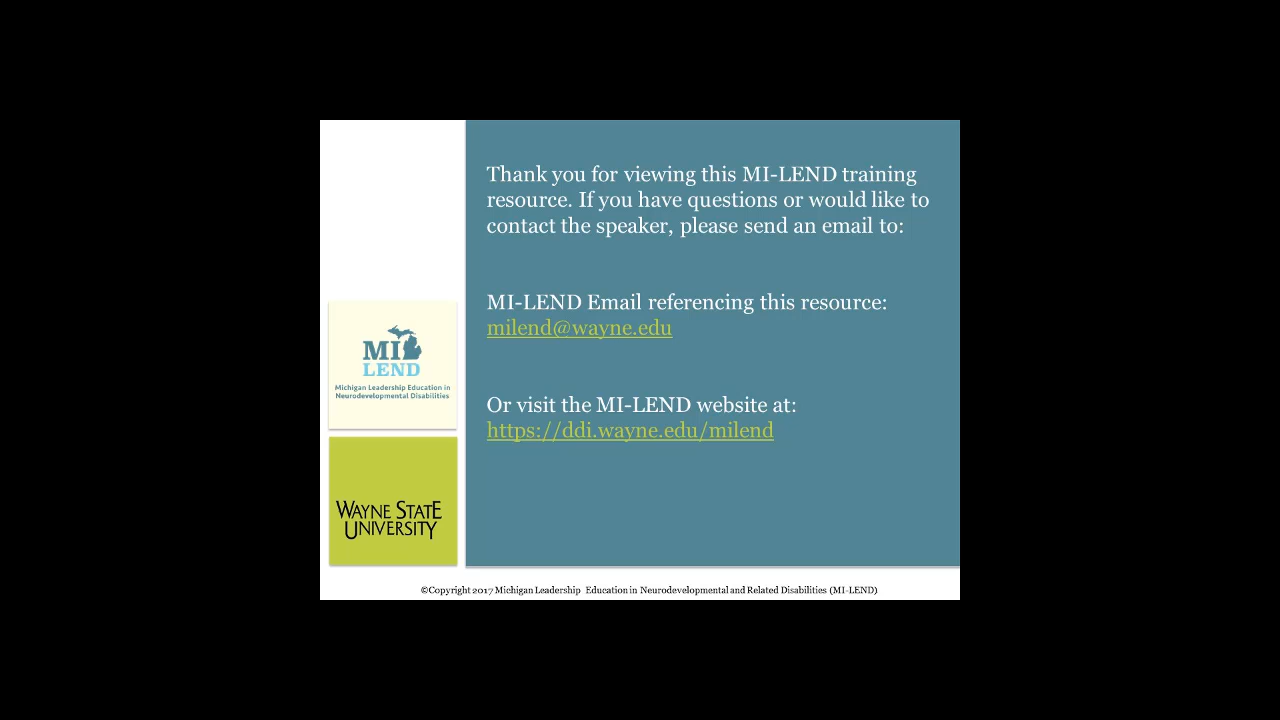 Thank you for viewing this MI-LEND training
resource. If you have questions or would like to
contact the speaker, please send an email to:
MI-LEND Email referencing this resource:
milend@wayne.edu
Or visit the MI-LEND website at:
https://ddi.wayne.edu/milend
MI
LEND
Michigan Leadership Education in
Neurodevelopmental Disabilities
WAYNE STATE
UNIVERSITY
©Copyright 2017 Michigan Leadership Education in Neurodevelopmental and Related Disabilities (MI-LEND)